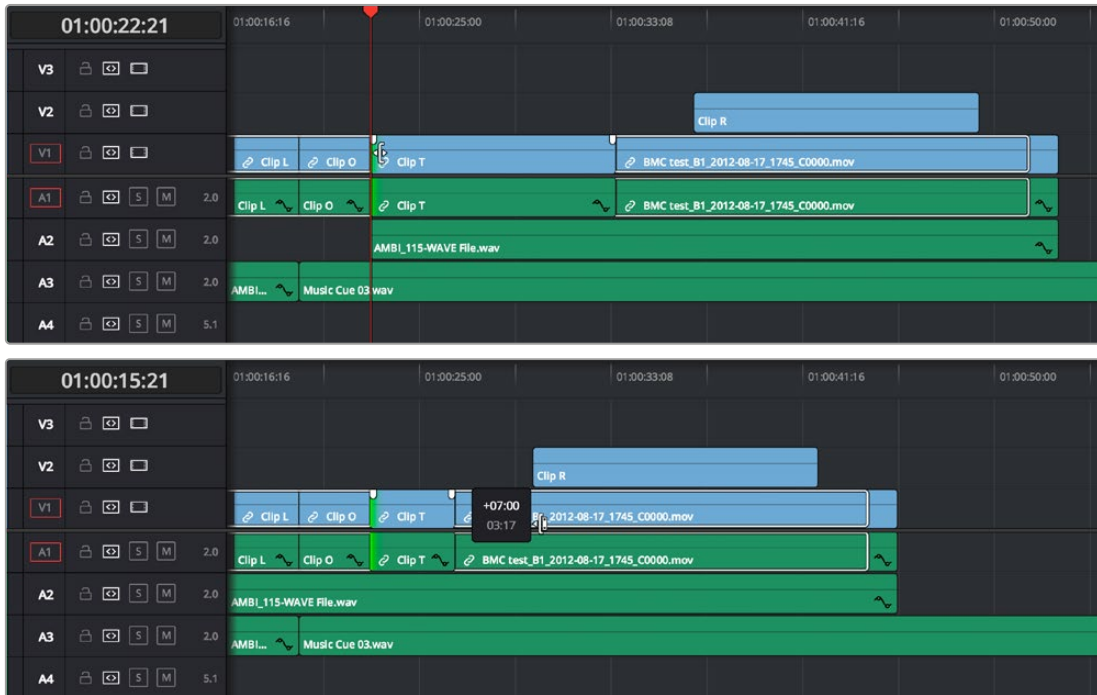 01:00:22:21
01:00:16:16 01:00:25:00 01:00:33:08 01:00:41:16 01:00:50:00
V3
V2
Clip R
V1
Clip L Clip O Clip T BMC test_B1_2012-08-17_1745_C0000.mov
A1 S M 2.0
Clip L Clip O Clip T BMC test_B1_2012-08-17_1745_C0000.mov
A2 S M 2.0
AMBI_115-WAVE File.wav
A3 S M 2.0
AMBI... Music Cue 03.wav
A4 S M 5.1
01:00:15:21
01:00:16:16 01:00:25:00 01:00:33:08 01:00:41:16 01:00:50:00
V3
V2
Clip R
+07:00
03:17
V1
Clip L Clip O Clip T 2012-08-17_1745_C0000.mov
A1 S M 2.0
Clip L Clip O Clip T BMC test_B1_2012-08-17_1745_C0000.mov
A2 S M 2.0
AMBI_115-WAVE File.wav
A3 S M 2.0
AMBI... Music Cue 03.wav
A4 S M 5.1